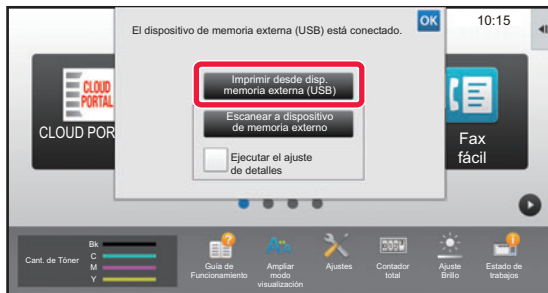 El dispositivo de memoria externa (USB) está conectado.
OK
10:15
Imprimir desde disp.
memoria externa (USB)
Escanear a dispositivo
de memoria externo
Ejecutar el ajuste
de detalles
CLOUD
PORTAL
CLOUD POR
Fax
fácil
Cant. de Tóner
Bk
C
M
Y
Guía de
Funcionamiento
Ampliar
modo
visualización
Ajustes
Contador
total
Ajuste
Brillo
Estado de
trabajos